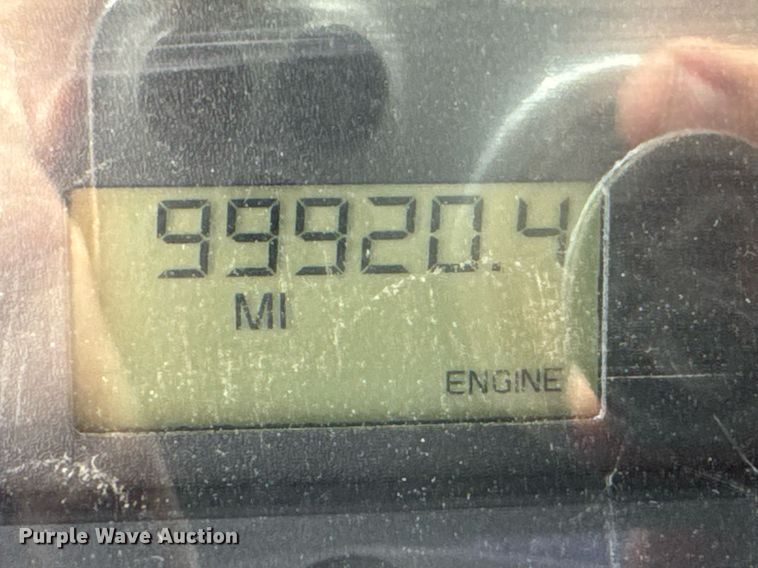 99920.4
MI
ENGINE
Purple Wave Auction®